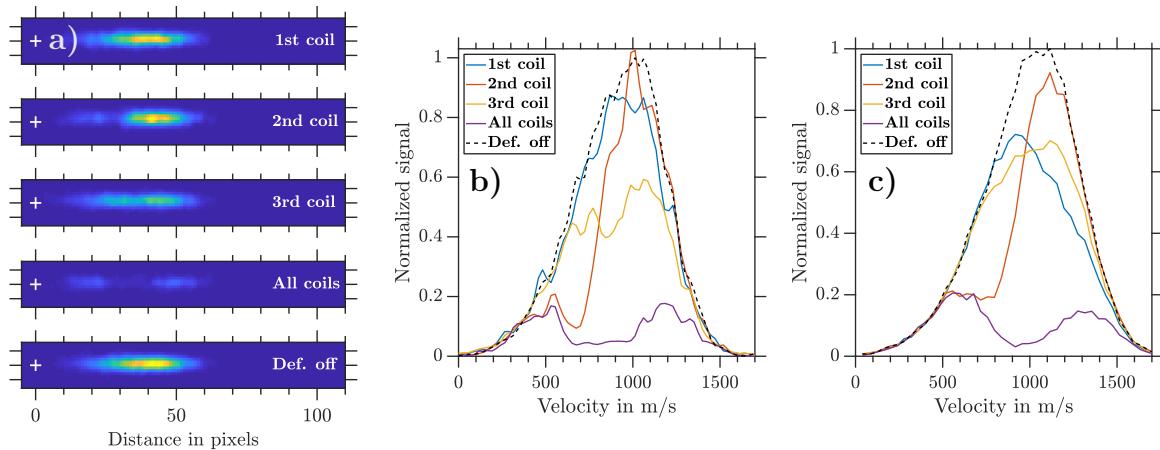 a)
+ 1st coil
+ 2nd coil
+ 3rd coil
+ All coils
+ Def. off
0 50 100
Distance in pixels
1st coil
2nd coil
3rd coil
All coils
Def. off
b)
Normalized signal
1
0.8
0.6
0.4
0.2
0
0 500 1000 1500
Velocity in m/s
1st coil
2nd coil
3rd coil
All coils
Def. off
c)
Normalized signal
1
0.8
0.6
0.4
0.2
0
0 500 1000 1500
Velocity in m/s